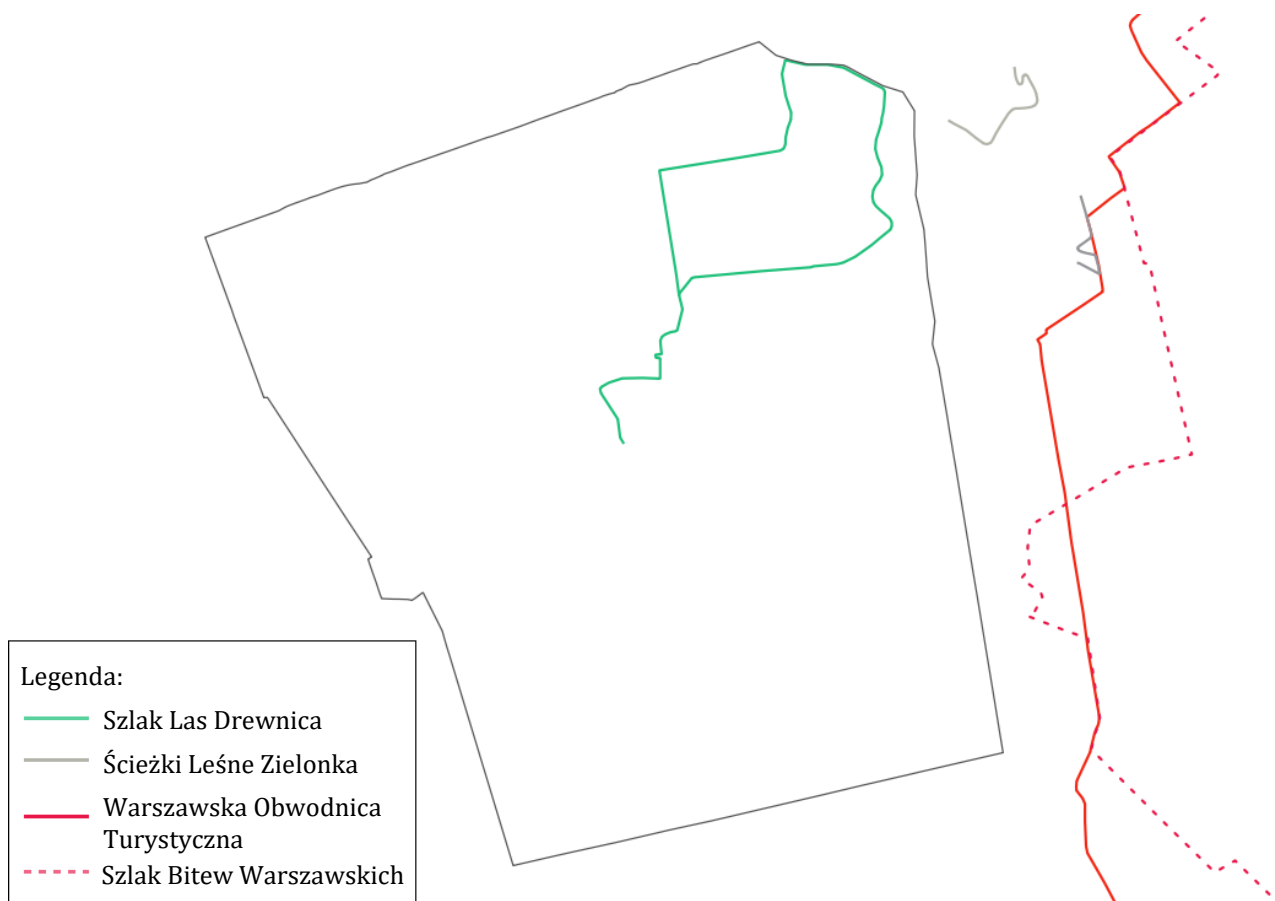 Legenda:
Szlak Las Drewnica
Ścieżki Leśne Zielonka
Warszawska Obwodnica
Turystyczna
Szlak Bitew Warszawskich